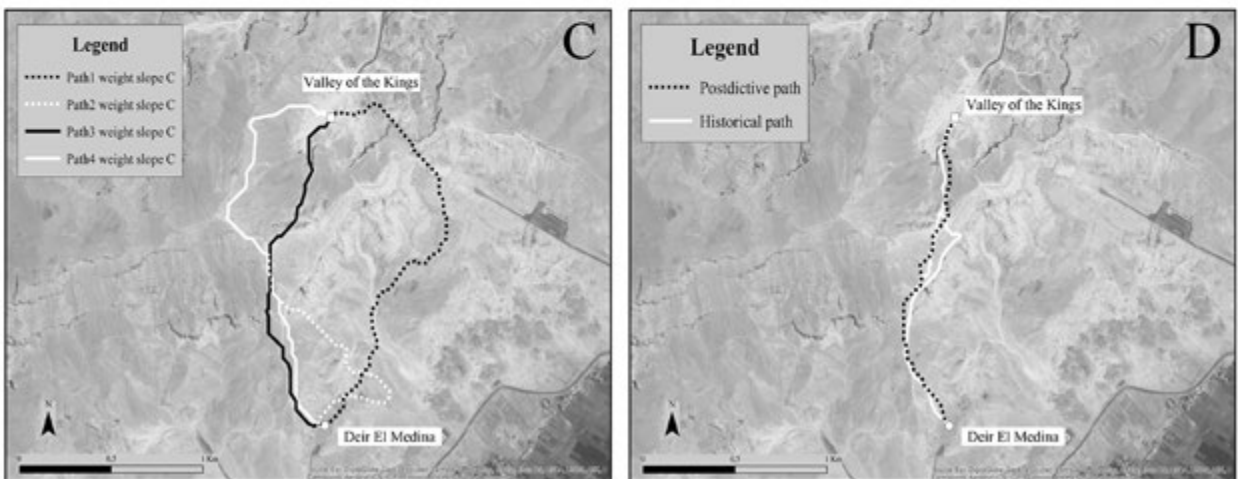 C
Legend
Path1 weight slope C
Path2 weight slope C
Path3 weight slope C
Path4 weight slope C
Valley of the Kings
Deir El Medina
N
0 0,5 1 Km
D
Legend
Postdictive path
Historical path
Valley of the Kings
Deir El Medina
N
0 0,5 1 Km